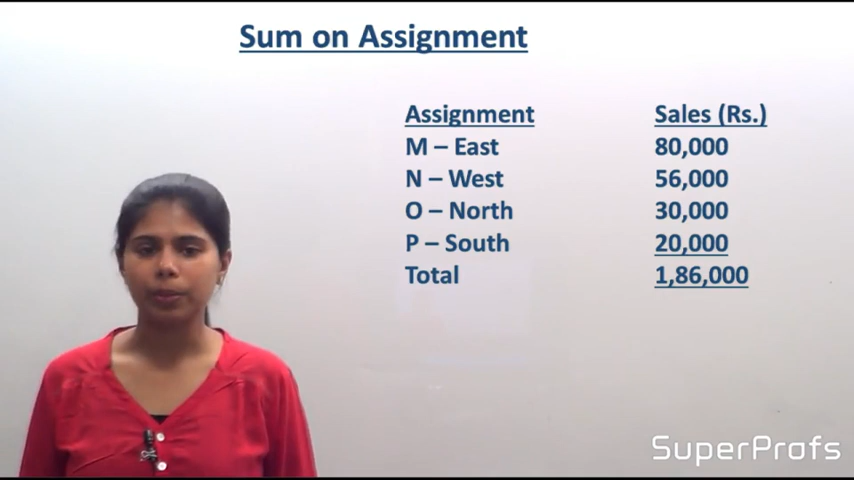 Sum on Assignment
Assignment Sales (Rs.)
M – East 80,000
N – West 56,000
O – North 30,000
P – South 20,000
Total 1,86,000
SuperProfs